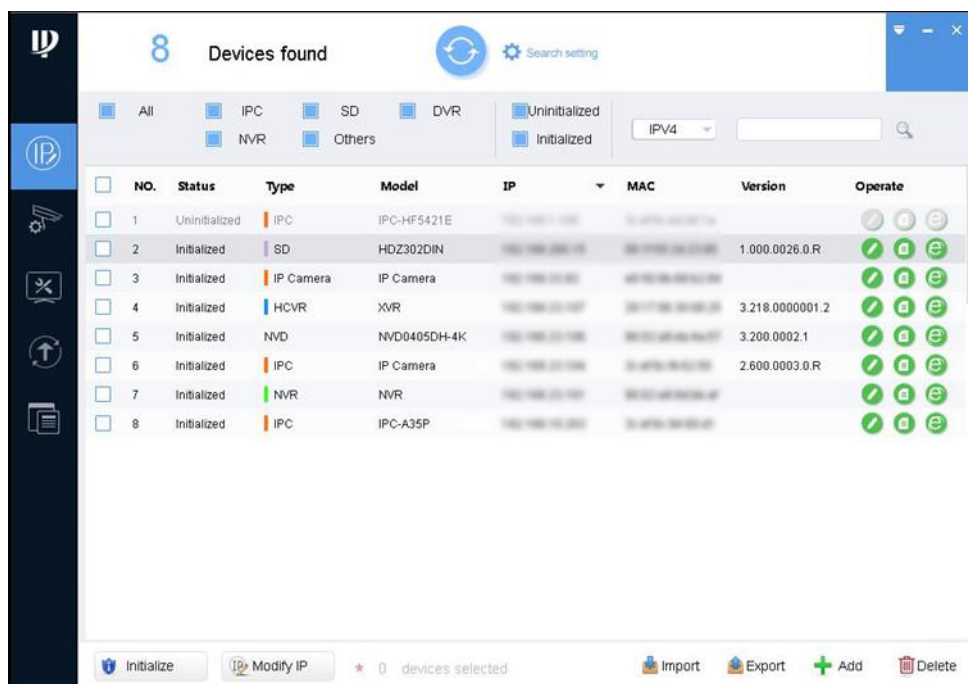 8 Devices found Search setting
All IPC SD DVR Uninitialized
NVR Others Initialized IPV4
NO. Status Type Model IP MAC Version Operate
1 Uninitialized IPC IPC-HF5421E
2 Initialized SD HDZ302DIN 1.000.0026.0.R
3 Initialized IP Camera IP Camera
4 Initialized HCVR XVR 3.218.0000001.2
5 Initialized NVD NVD0405DH-4K 3.200.0002.1
6 Initialized IPC IP Camera 2.600.0003.0.R
7 Initialized NVR NVR
8 Initialized IPC IPC-A35P
Initialize IP Modify IP * 0 devices selected Import Export Add Delete